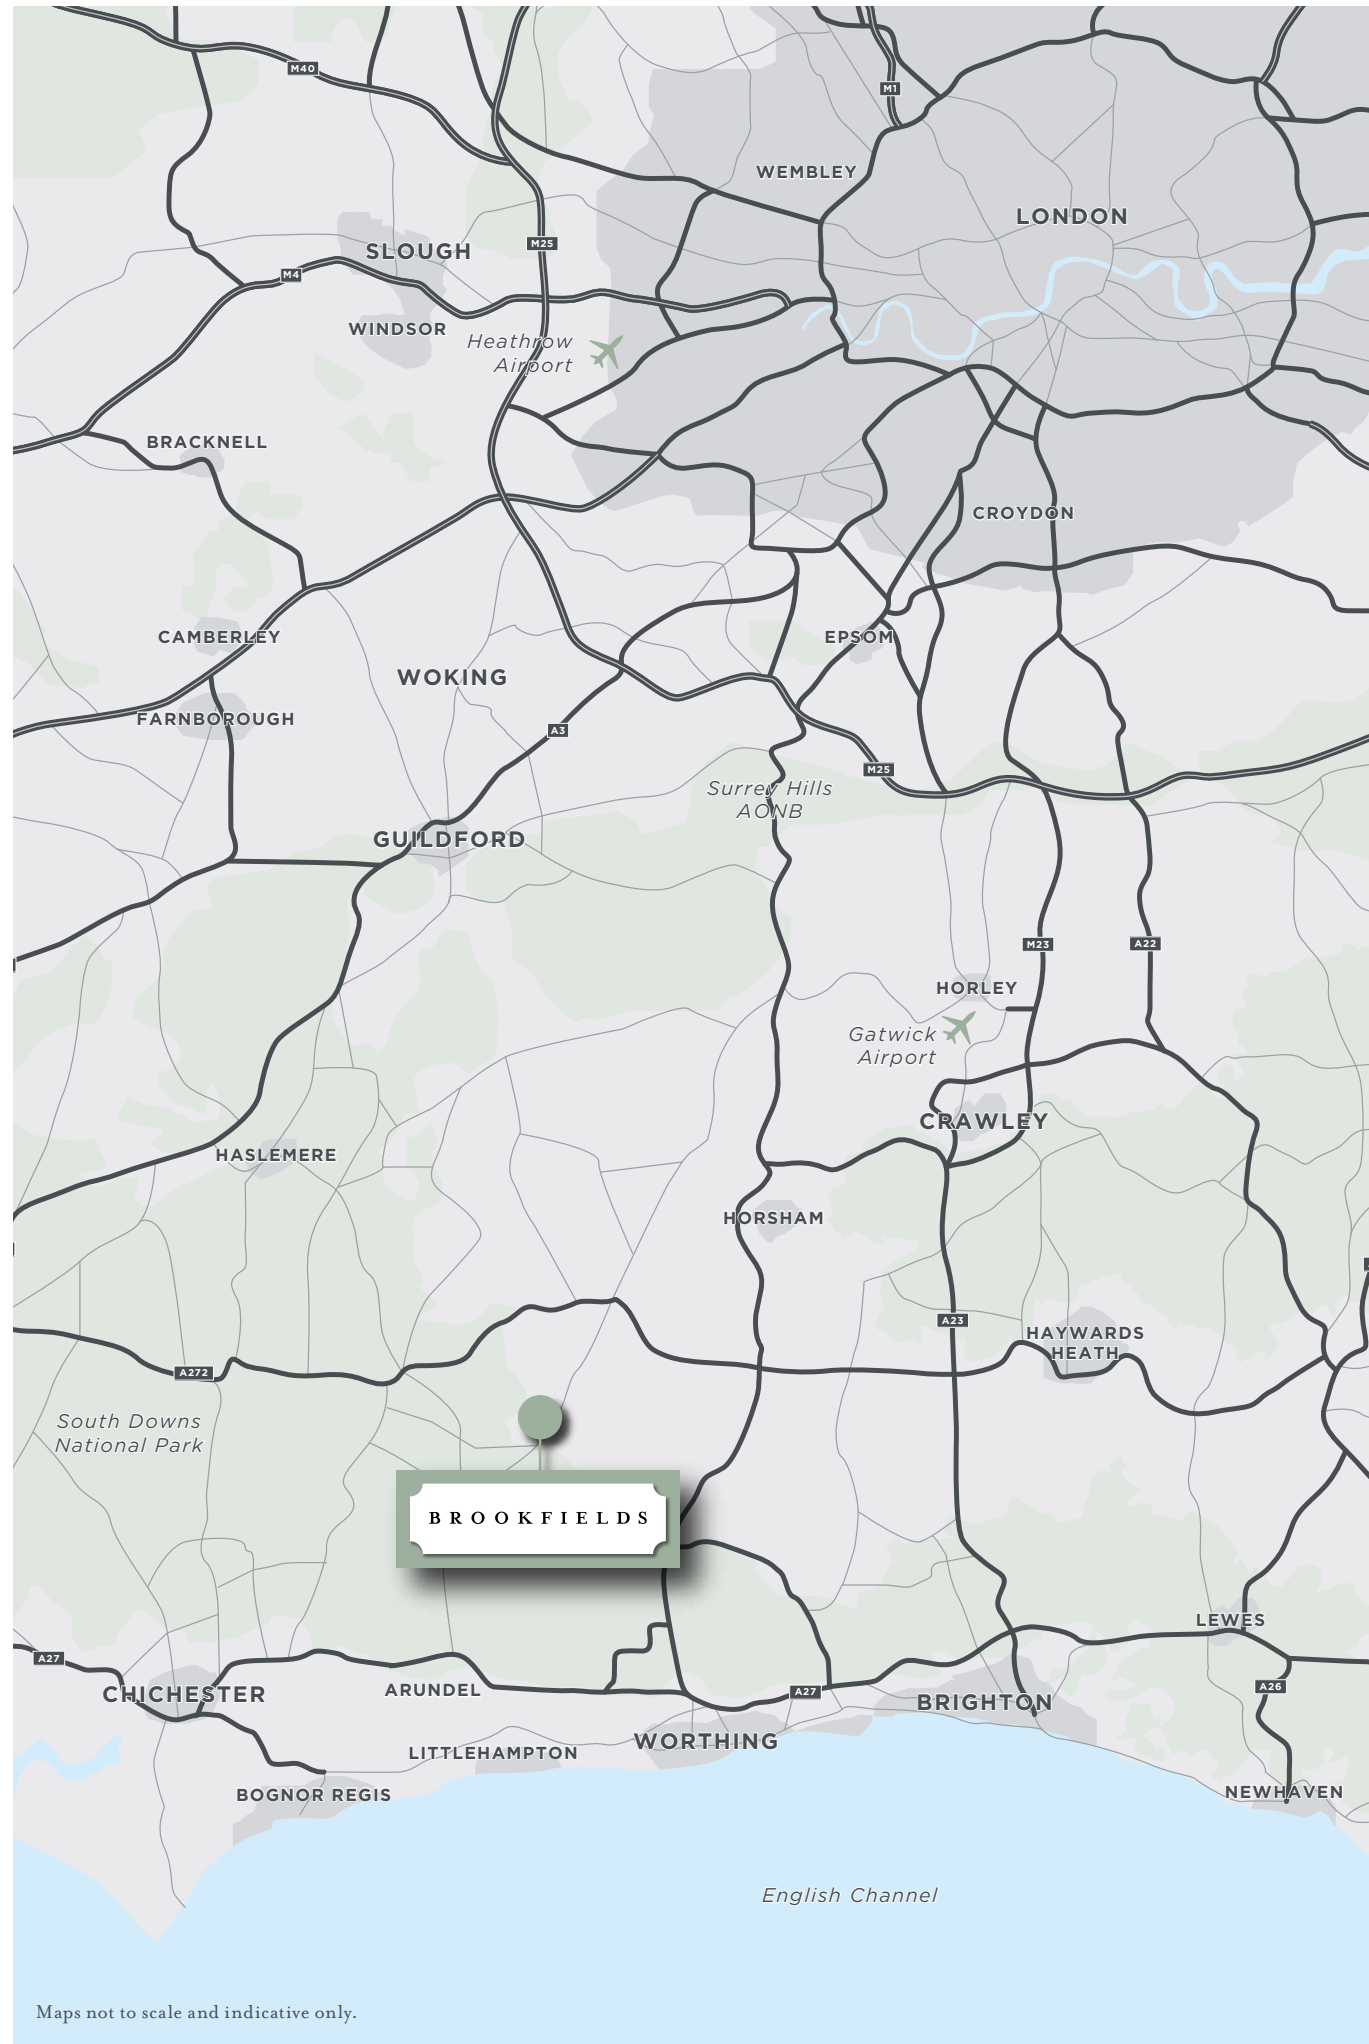 M40
M1
WEMBLEY
LONDON
SLOUGH
M25
M4
WINDSOR
Heathrow
Airport
BRACKNELL
CROYDON
CAMBERLEY
EPSOM
WOKING
FARNBOROUGH
A3
M25
Surrey Hills
AONB
GUILDFORD
M23
A22
HORLEY
Gatwick
Airport
CRAWLEY
HASLEMERE
HORSHAM
A23
HAYWARDS
HEATH
A272
South Downs
National Park
BROOKFIELDS
LEWES
A27
CHICHESTER
ARUNDEL
A27
BRIGHTON
A26
WORTHING
LITTLEHAMPTON
BOGNOR REGIS
NEWHAVEN
English Channel
Maps not to scale and indicative only.